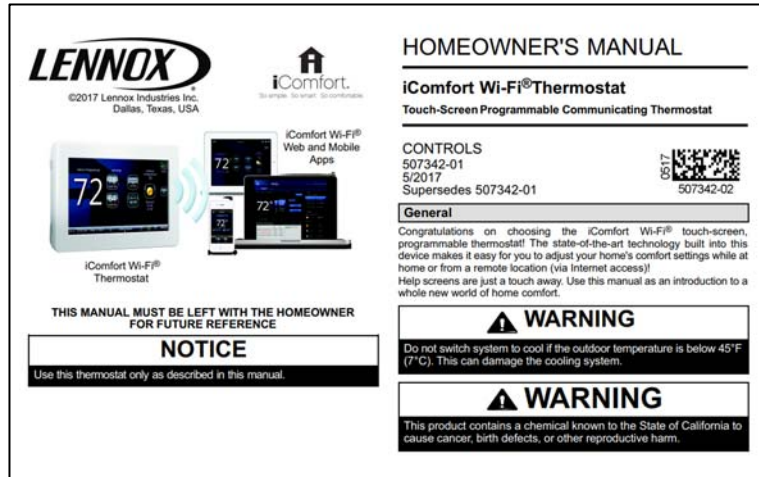 LENNOX
©2017 Lennox Industries Inc.
Dallas, Texas, USA
iComfort.
So simple. So smart. So comfortable.
iComfort Wi-Fi®
Web and Mobile
Apps
72
72
72°
72
iComfort Wi-Fi®
Thermostat
THIS MANUAL MUST BE LEFT WITH THE HOMEOWNER
FOR FUTURE REFERENCE
NOTICE
Use this thermostat only as described in this manual.
HOMEOWNER'S MANUAL
iComfort Wi-Fi®Thermostat
Touch-Screen Programmable Communicating Thermostat
CONTROLS
507342-01
5/2017
Supersedes 507342-01
0517
507342-02
General
Congratulations on choosing the iComfort Wi-Fi® touch-screen,
programmable thermostat! The state-of-the-art technology built into this
device makes it easy for you to adjust your home's comfort settings while at
home or from a remote location (via Internet access)!
Help screens are just a touch away. Use this manual as an introduction to a
whole new world of home comfort.
WARNING
Do not switch system to cool if the outdoor temperature is below 45°F
(7°C). This can damage the cooling system.
WARNING
This product contains a chemical known to the State of California to
cause cancer, birth defects, or other reproductive harm.